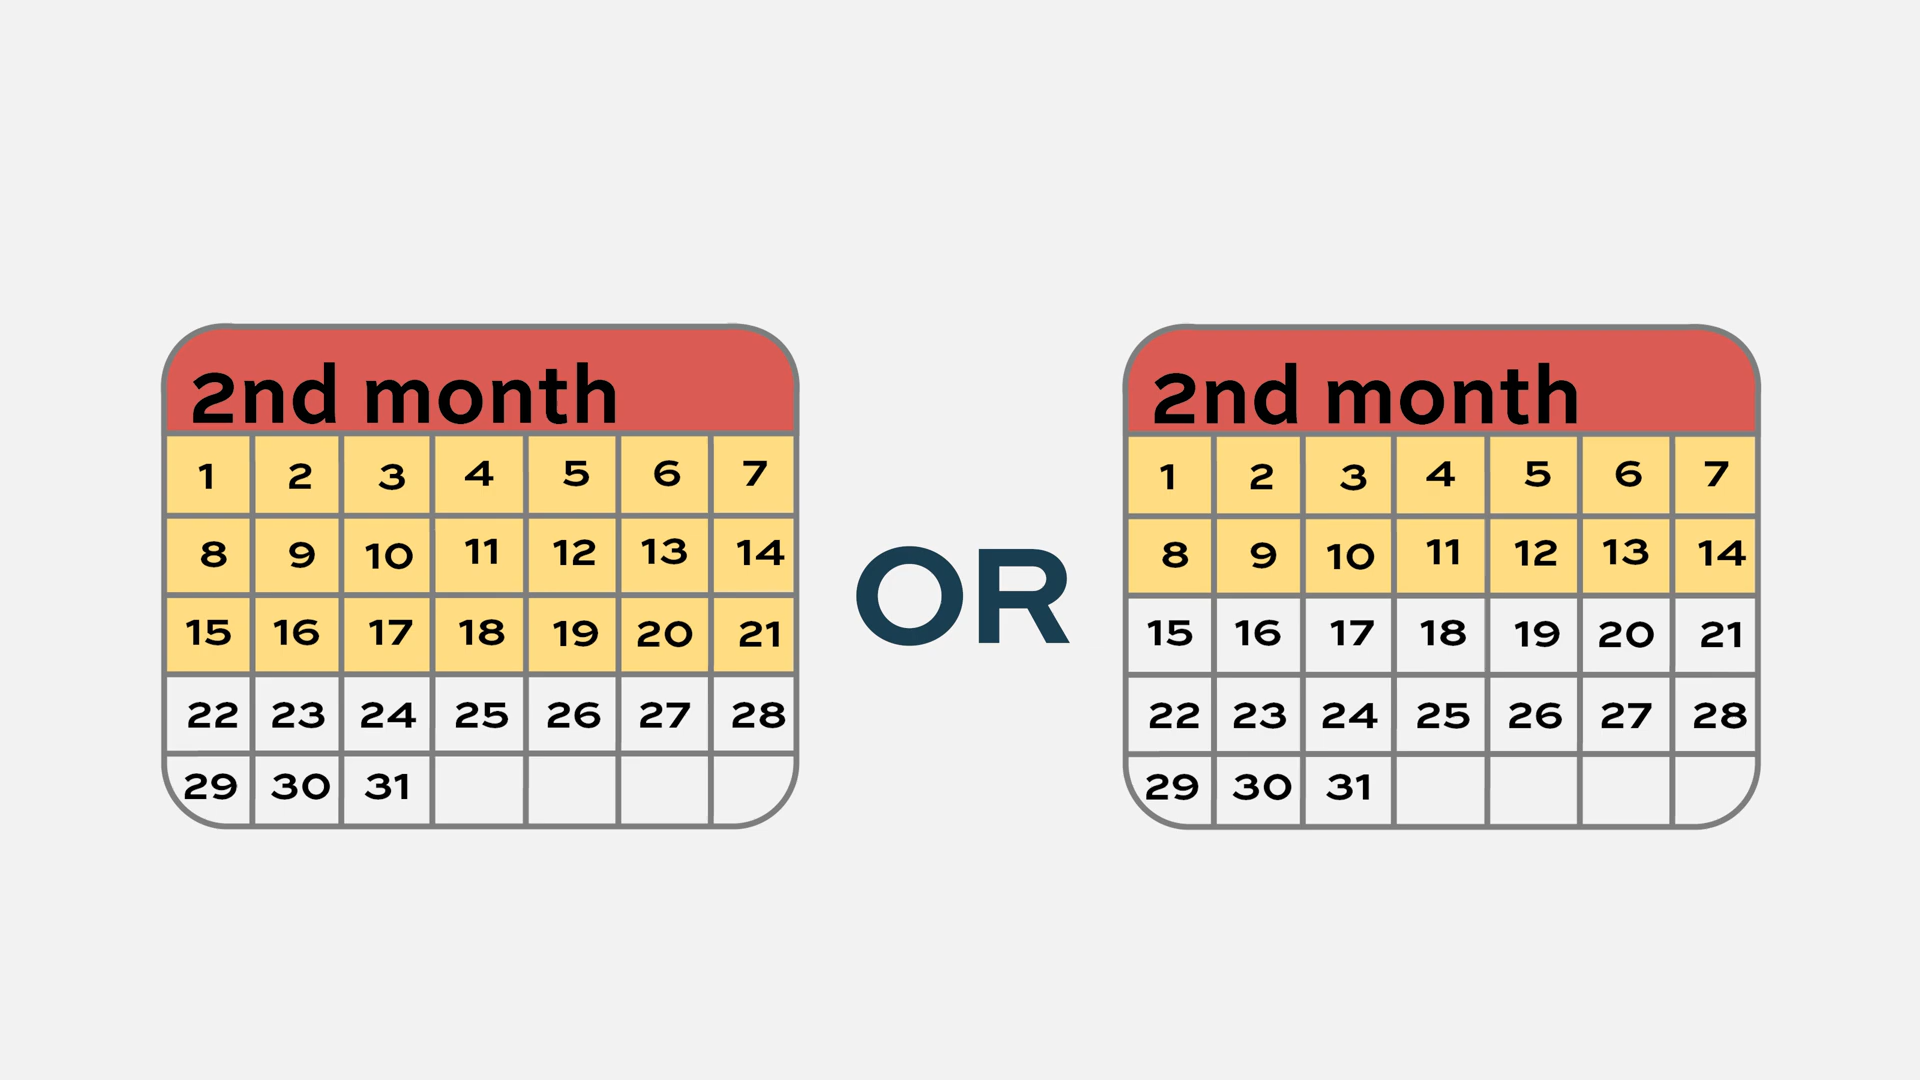 2nd month
1 2 3 4 5 6 7
8 9 10 11 12 13 14
15 16 17 18 19 20 21
22 23 24 25 26 27 28
29 30 31
OR
2nd month
1 2 3 4 5 6 7
8 9 10 11 12 13 14
15 16 17 18 19 20 21
22 23 24 25 26 27 28
29 30 31